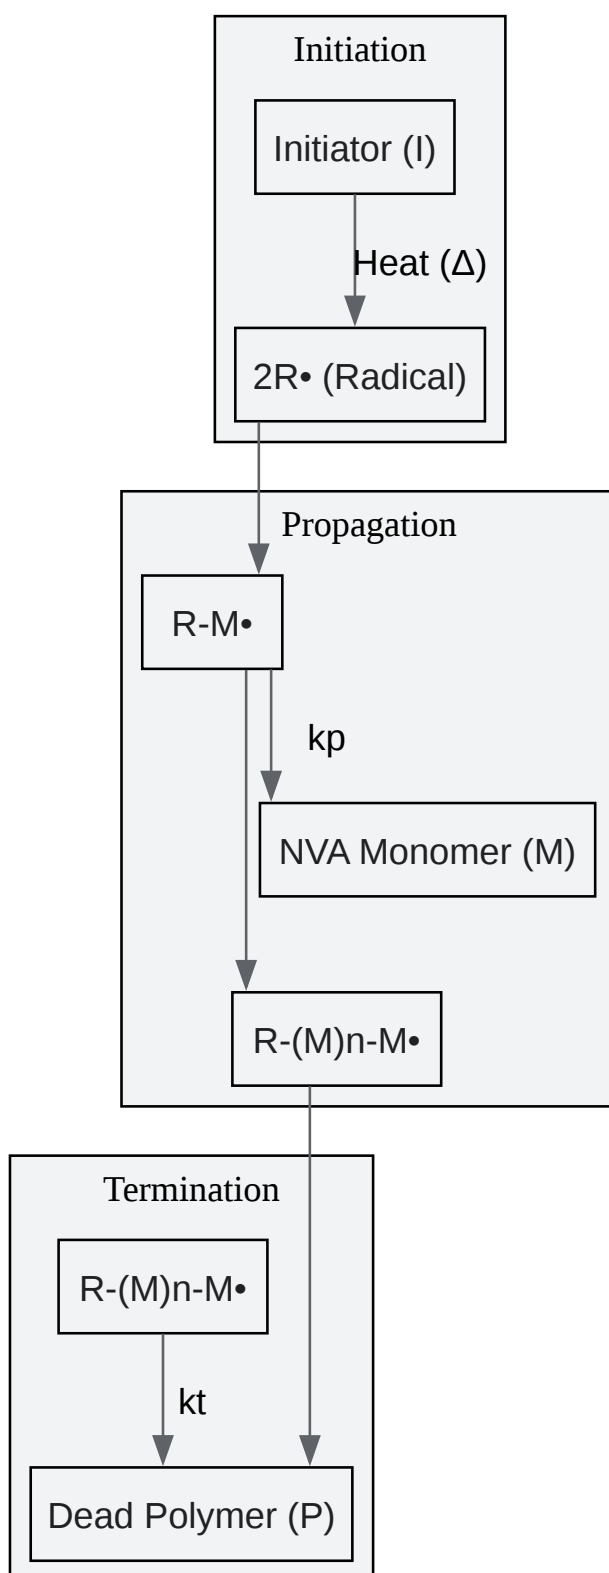 Initiation
Initiator (I)
Heat (Δ)
2R• (Radical)
Propagation
R-M•
kp
NVA Monomer (M)
R-(M)n-M•
Termination
R-(M)n-M•
kt
Dead Polymer (P)